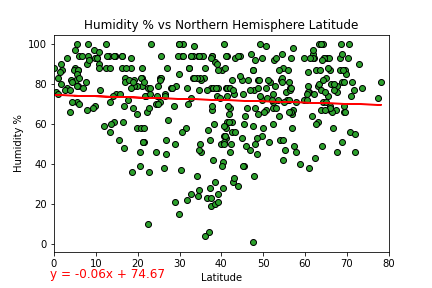 Humidity % vs Northern Hemisphere Latitude
Humidity %
100
80
60
40
20
0
0 10 20 30 40 50 60 70 80
Latitude
y = -0.06x + 74.67